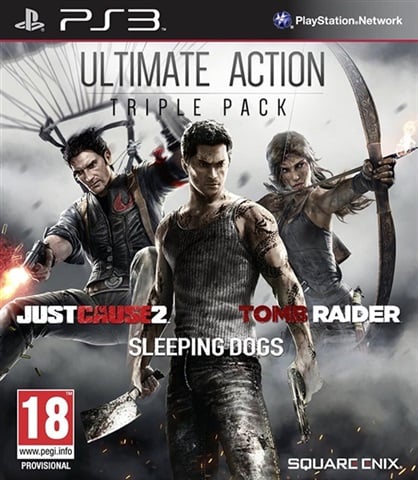 PS3
PlayStation®Network
ULTIMATE ACTION
TRIPLE PACK
JUST CAUSE 2
TOMB RAIDER
SLEEPING DOGS
18
www.pegi.info
PROVISIONAL
SQUARE ENIX